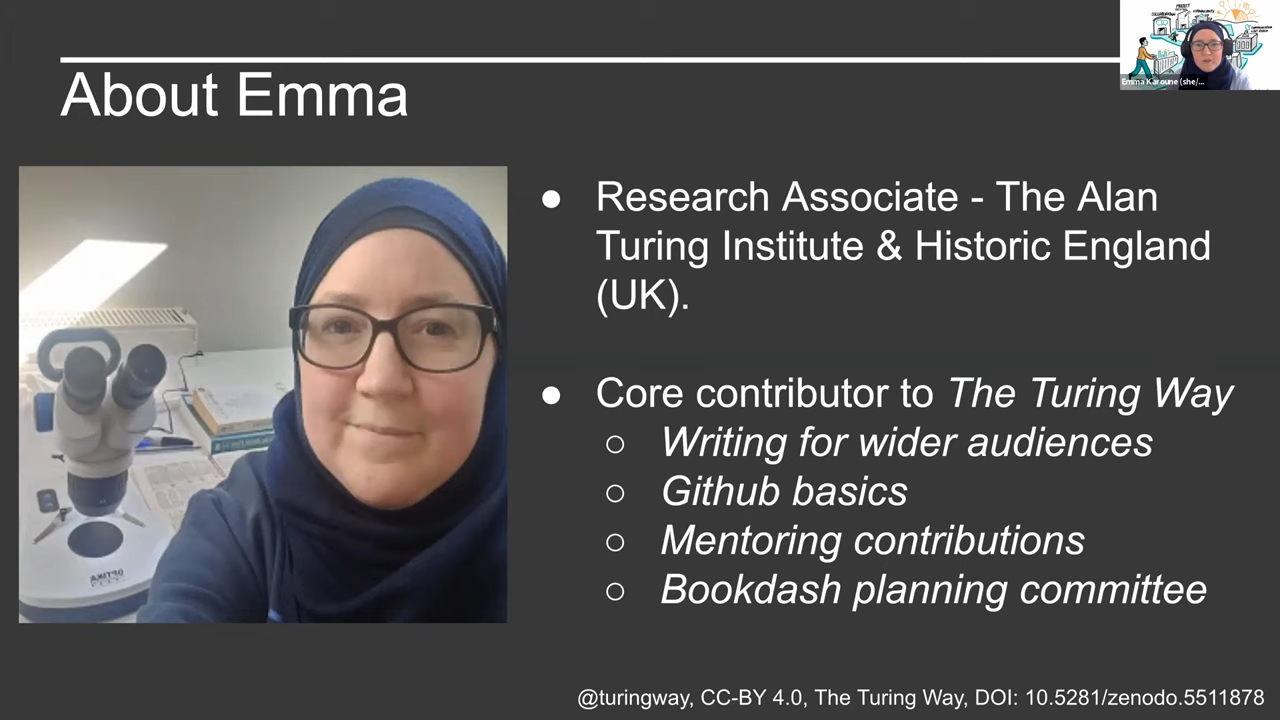 About Emma
Emma Karoune (she/...
● Research Associate - The Alan
Turing Institute & Historic England
(UK).
● Core contributor to The Turing Way
○ Writing for wider audiences
○ Github basics
○ Mentoring contributions
○ Bookdash planning committee
OPTIKA
@turingway, CC-BY 4.0, The Turing Way, DOI: 10.5281/zenodo.5511878